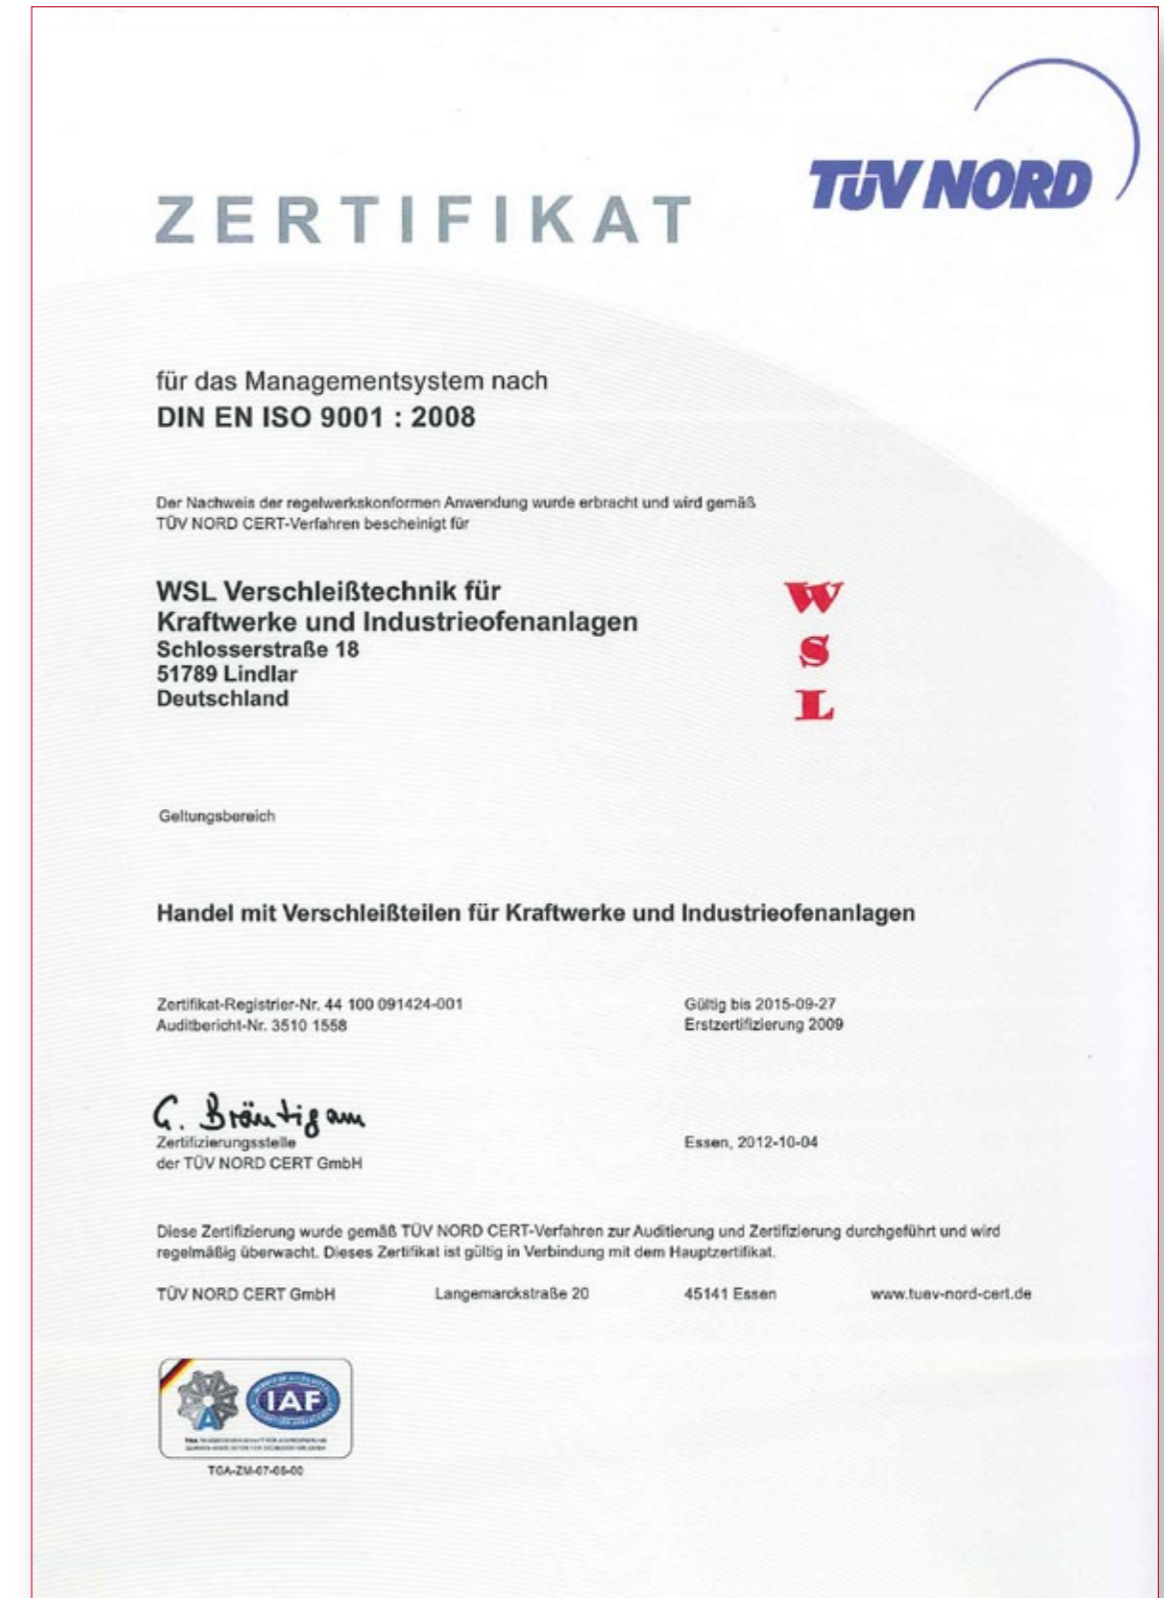 TÜV NORD
ZERTIFIKAT
für das Managementsystem nach
DIN EN ISO 9001 : 2008
Der Nachweis der regelwerkskonformen Anwendung wurde erbracht und wird gemäß
TÜV NORD CERT-Verfahren bescheinigt für
WSL Verschleißtechnik für
Kraftwerke und Industrieofenanlagen
Schlosserstraße 18
51789 Lindlar
Deutschland
W
S
L
Geltungsbereich
Handel mit Verschleißteilen für Kraftwerke und Industrieofenanlagen
Zertifikat-Registrier-Nr. 44 100 091424-001
Auditbericht-Nr. 3510 1558
Gültig bis 2015-09-27
Erstzertifizierung 2009
G. Bräutigam
Zertifizierungsstelle
der TÜV NORD CERT GmbH
Essen, 2012-10-04
Diese Zertifizierung wurde gemäß TÜV NORD CERT-Verfahren zur Auditierung und Zertifizierung durchgeführt und wird
regelmäßig überwacht. Dieses Zertifikat ist gültig in Verbindung mit dem Hauptzertifikat.
TÜV NORD CERT GmbH Langemarckstraße 20 45141 Essen www.tuev-nord-cert.de
A
IAF
TGA-ZM-07-06-00